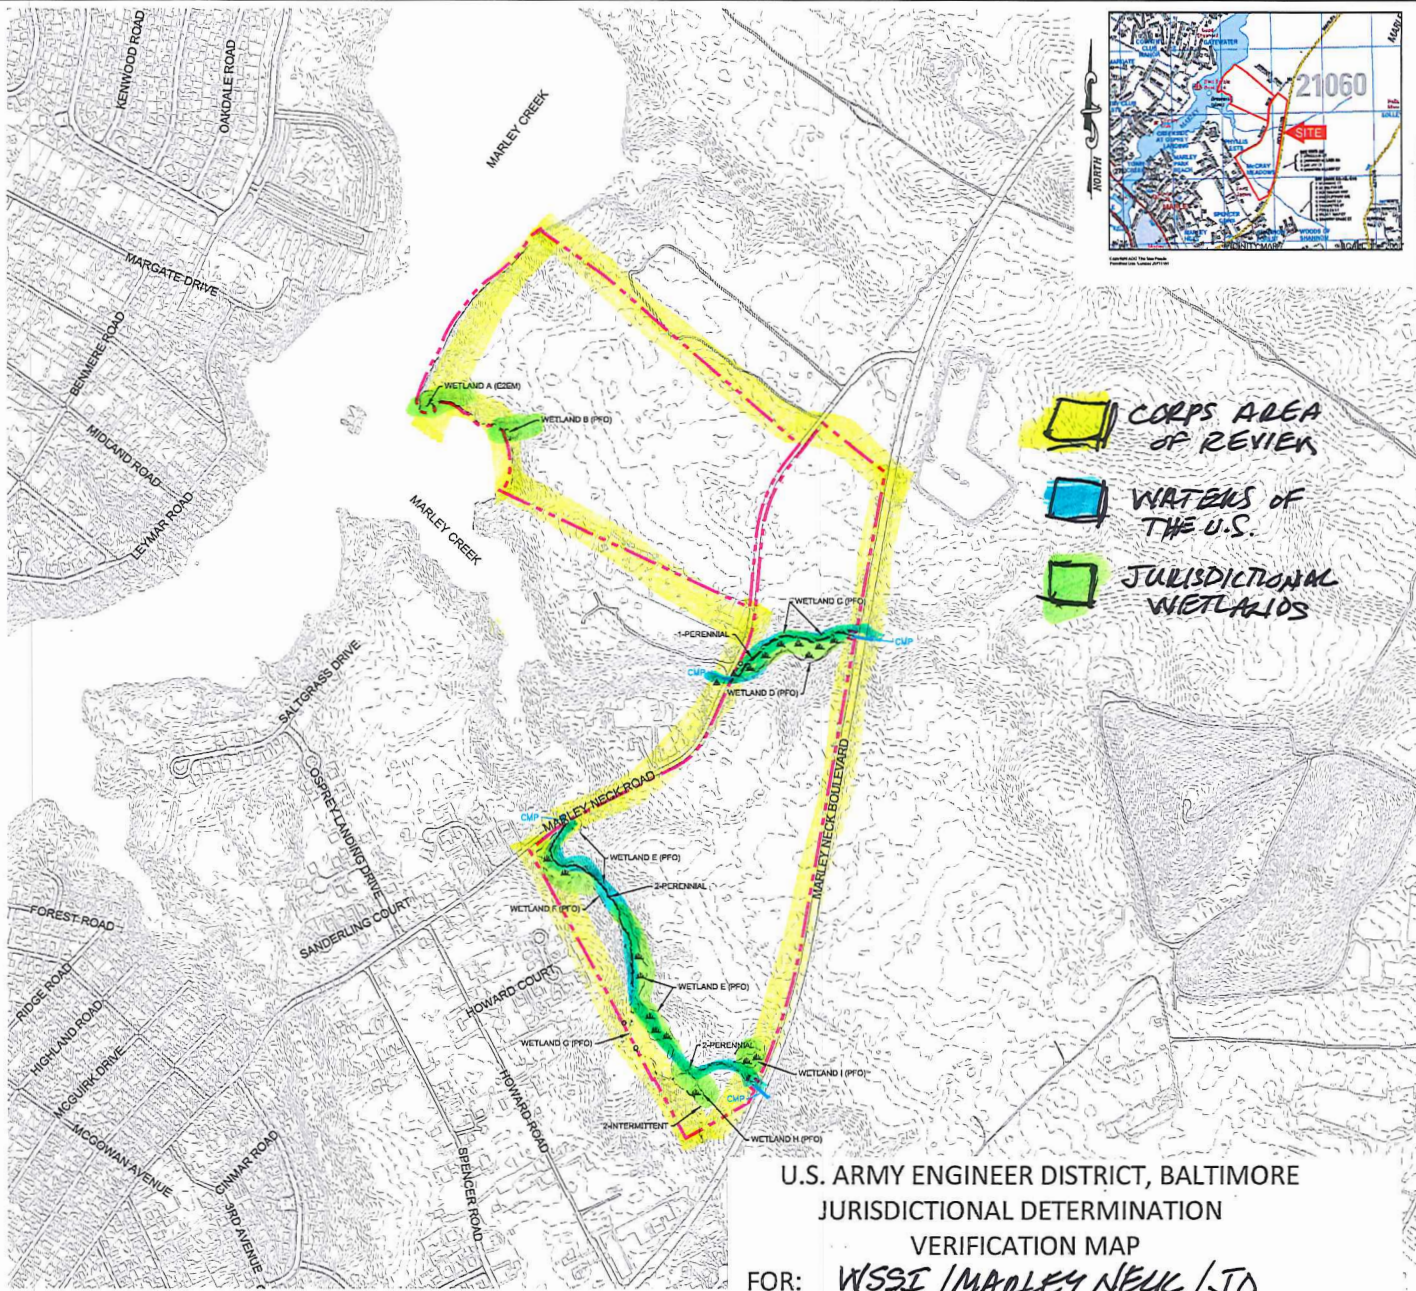 KENWOOD ROAD
OAKDALE ROAD
MARLEY CREEK
NORTH
21060
SITE
MARGATE DRIVE
BENMERE ROAD
MIDLAND ROAD
LEYMAR ROAD
WETLAND A (E2EM)
WETLAND B (PFO)
MARLEY CREEK
CORPS AREA
OF REVIEW
WATERS OF
THE U.S.
JURISDICTIONAL
WETLANDS
WETLAND C (PFO)
1-PERENNIAL
CMP
CMP
WETLAND D (PFO)
SALTGRASS DRIVE
OSPREY LANDING DRIVE
MARLEY NECK ROAD
MARLEY NECK BOULEVARD
CMP
WETLAND E (PFO)
2-PERENNIAL
WETLAND F (PFO)
FOREST ROAD
SANDERLING COURT
RIDGE ROAD
HIGHLAND ROAD
HOWARD COURT
WETLAND E (PFO)
WETLAND G (PFO)
2-PERENNIAL
WETLAND I (PFO)
MCGURK DRIVE
HOWARD ROAD
CMP
2-INTERMITTENT
WETLAND H (PFO)
MCGOWAN AVENUE
CINMAR ROAD
3RD AVENUE
SPENCER ROAD
U.S. ARMY ENGINEER DISTRICT, BALTIMORE
JURISDICTIONAL DETERMINATION
VERIFICATION MAP
FOR: WSSI / MARLEY NECK / JD